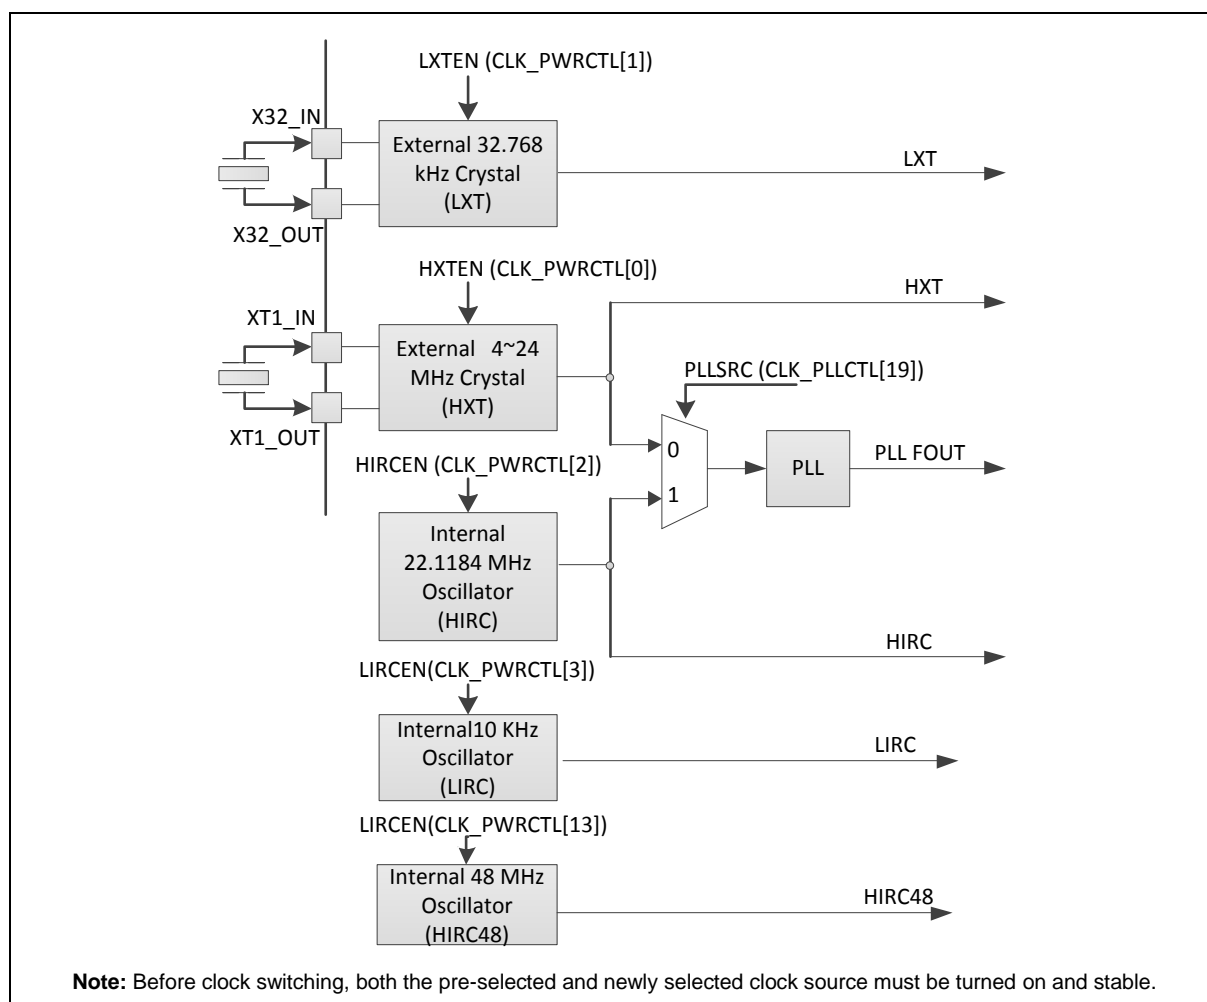 LXTEN (CLK_PWRCTL[1])
X32_IN
External 32.768
kHz Crystal
(LXT)
LXT
X32_OUT
HXTEN (CLK_PWRCTL[0])
HXT
XT1_IN
External 4~24
MHz Crystal
(HXT)
PLLSRC (CLK_PLLCTL[19])
XT1_OUT
0
HIRCEN (CLK_PWRCTL[2])
PLL
PLL FOUT
1
Internal
22.1184 MHz
Oscillator
(HIRC)
HIRC
LIRCEN(CLK_PWRCTL[3])
Internal10 KHz
Oscillator
(LIRC)
LIRC
LIRCEN(CLK_PWRCTL[13])
Internal 48 MHz
Oscillator
(HIRC48)
HIRC48
Note: Before clock switching, both the pre-selected and newly selected clock source must be turned on and stable.